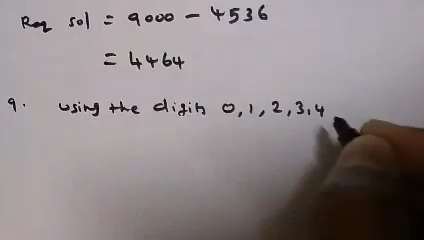 Req sol = 9000 - 4536
= 4464
9. using the digits 0, 1, 2, 3, 4